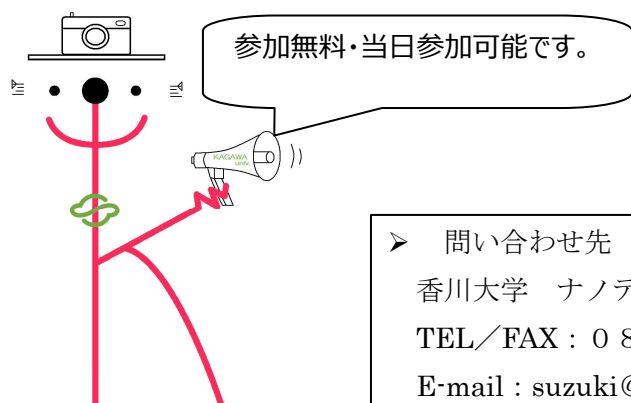 参加無料・当日参加可能です。
KAGAWA
univ.
➢ 問い合わせ先
香川大学 ナノテ
TEL／FAX：０８
E-mail：suzuki@